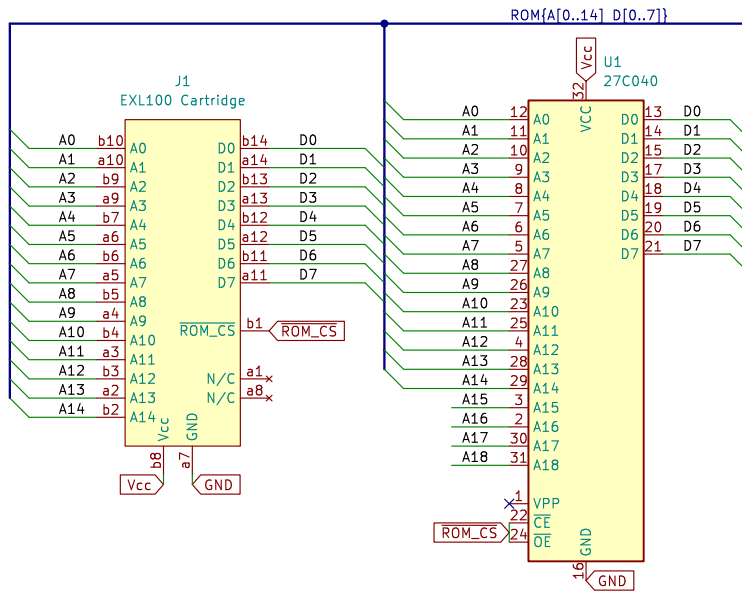 ROM{A[0..14] D[0..7]}
J1
EXL100 Cartridge
A0 b10 A0 D0 b14 D0
A1 a10 A1 D1 a14 D1
A2 b9 A2 D2 b13 D2
A3 a9 A3 D3 a13 D3
A4 b7 A4 D4 b12 D4
A5 a6 A5 D5 a12 D5
A6 b6 A6 D6 b11 D6
A7 a5 A7 D7 a11 D7
A8 b5 A8
A9 a4 A9
A10 b4 A10 ROM_CS b1 ROM_CS
A11 a3 A11
A12 b3 A12 N/C a1
A13 a2 A13 N/C a8
A14 b2 A14
Vcc GND
b8 a7
Vcc GND
Vcc
U1
27C040
32
VCC
A0 12 A0 D0 13 D0
A1 11 A1 D1 14 D1
A2 10 A2 D2 15 D2
A3 9 A3 D3 17 D3
A4 8 A4 D4 18 D4
A5 7 A5 D5 19 D5
A6 6 A6 D6 20 D6
A7 5 A7 D7 21 D7
A8 27 A8
A9 26 A9
A10 23 A10
A11 25 A11
A12 4 A12
A13 28 A13
A14 29 A14
A15 3 A15
A16 2 A16
A17 30 A17
A18 31 A18
1 VPP
22 CE
ROM_CS 24 OE
GND
16
GND